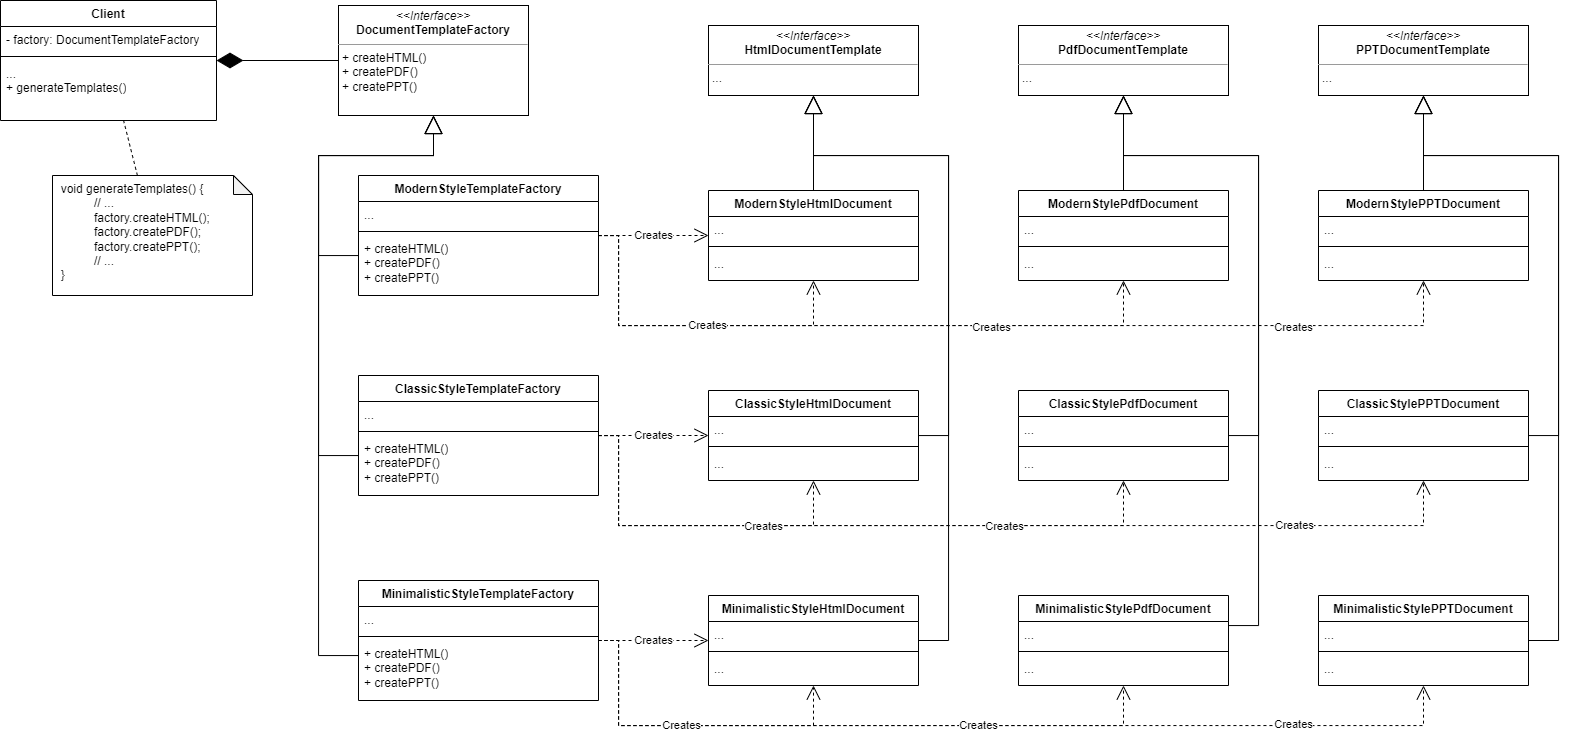 Client
- factory: DocumentTemplateFactory
...
+ generateTemplates()
void generateTemplates() {
// ...
factory.createHTML();
factory.createPDF();
factory.createPPT();
// ...
}
<<Interface>>
DocumentTemplateFactory
+ createHTML()
+ createPDF()
+ createPPT()
<<Interface>>
HtmlDocumentTemplate
...
<<Interface>>
PdfDocumentTemplate
...
<<Interface>>
PPTDocumentTemplate
...
ModernStyleTemplateFactory
...
+ createHTML()
+ createPDF()
+ createPPT()
Creates
ModernStyleHtmlDocument
...
...
ModernStylePdfDocument
...
...
ModernStylePPTDocument
...
...
Creates
Creates
Creates
ClassicStyleTemplateFactory
...
+ createHTML()
+ createPDF()
+ createPPT()
Creates
ClassicStyleHtmlDocument
...
...
ClassicStylePdfDocument
...
...
ClassicStylePPTDocument
...
...
Creates
Creates
Creates
MinimalisticStyleTemplateFactory
...
+ createHTML()
+ createPDF()
+ createPPT()
Creates
MinimalisticStyleHtmlDocument
...
...
MinimalisticStylePdfDocument
...
...
MinimalisticStylePPTDocument
...
...
Creates
Creates
Creates